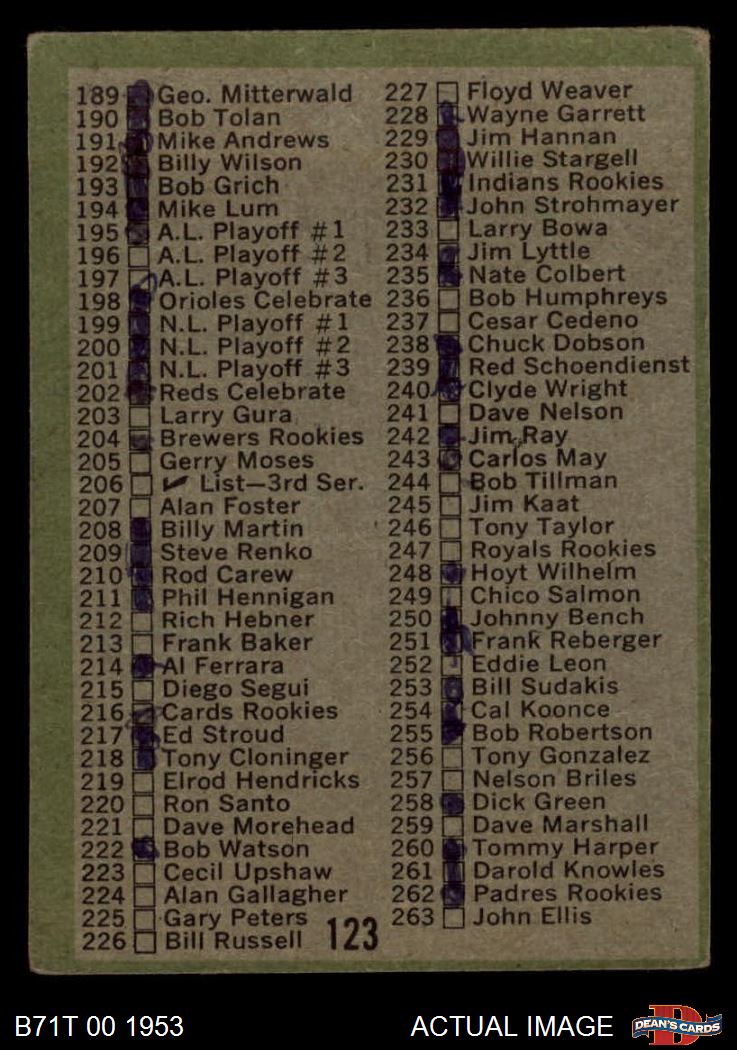 189 Geo. Mitterwald
190 Bob Tolan
191 Mike Andrews
192 Billy Wilson
193 Bob Grich
194 Mike Lum
195 A.L. Playoff #1
196 A.L. Playoff #2
197 A.L. Playoff #3
198 Orioles Celebrate
199 N.L. Playoff #1
200 N.L. Playoff #2
201 N.L. Playoff #3
202 Reds Celebrate
203 Larry Gura
204 Brewers Rookies
205 Gerry Moses
206 ✔ List—3rd Ser.
207 Alan Foster
208 Billy Martin
209 Steve Renko
210 Rod Carew
211 Phil Hennigan
212 Rich Hebner
213 Frank Baker
214 Al Ferrara
215 Diego Segui
216 Cards Rookies
217 Ed Stroud
218 Tony Cloninger
219 Elrod Hendricks
220 Ron Santo
221 Dave Morehead
222 Bob Watson
223 Cecil Upshaw
224 Alan Gallagher
225 Gary Peters
226 Bill Russell
227 Floyd Weaver
228 Wayne Garrett
229 Jim Hannan
230 Willie Stargell
231 Indians Rookies
232 John Strohmayer
233 Larry Bowa
234 Jim Lyttle
235 Nate Colbert
236 Bob Humphreys
237 Cesar Cedeno
238 Chuck Dobson
239 Red Schoendienst
240 Clyde Wright
241 Dave Nelson
242 Jim Ray
243 Carlos May
244 Bob Tillman
245 Jim Kaat
246 Tony Taylor
247 Royals Rookies
248 Hoyt Wilhelm
249 Chico Salmon
250 Johnny Bench
251 Frank Reberger
252 Eddie Leon
253 Bill Sudakis
254 Cal Koonce
255 Bob Robertson
256 Tony Gonzalez
257 Nelson Briles
258 Dick Green
259 Dave Marshall
260 Tommy Harper
261 Darold Knowles
262 Padres Rookies
263 John Ellis
123
B71T 00 1953
ACTUAL IMAGE
D
DEAN'S CARDS